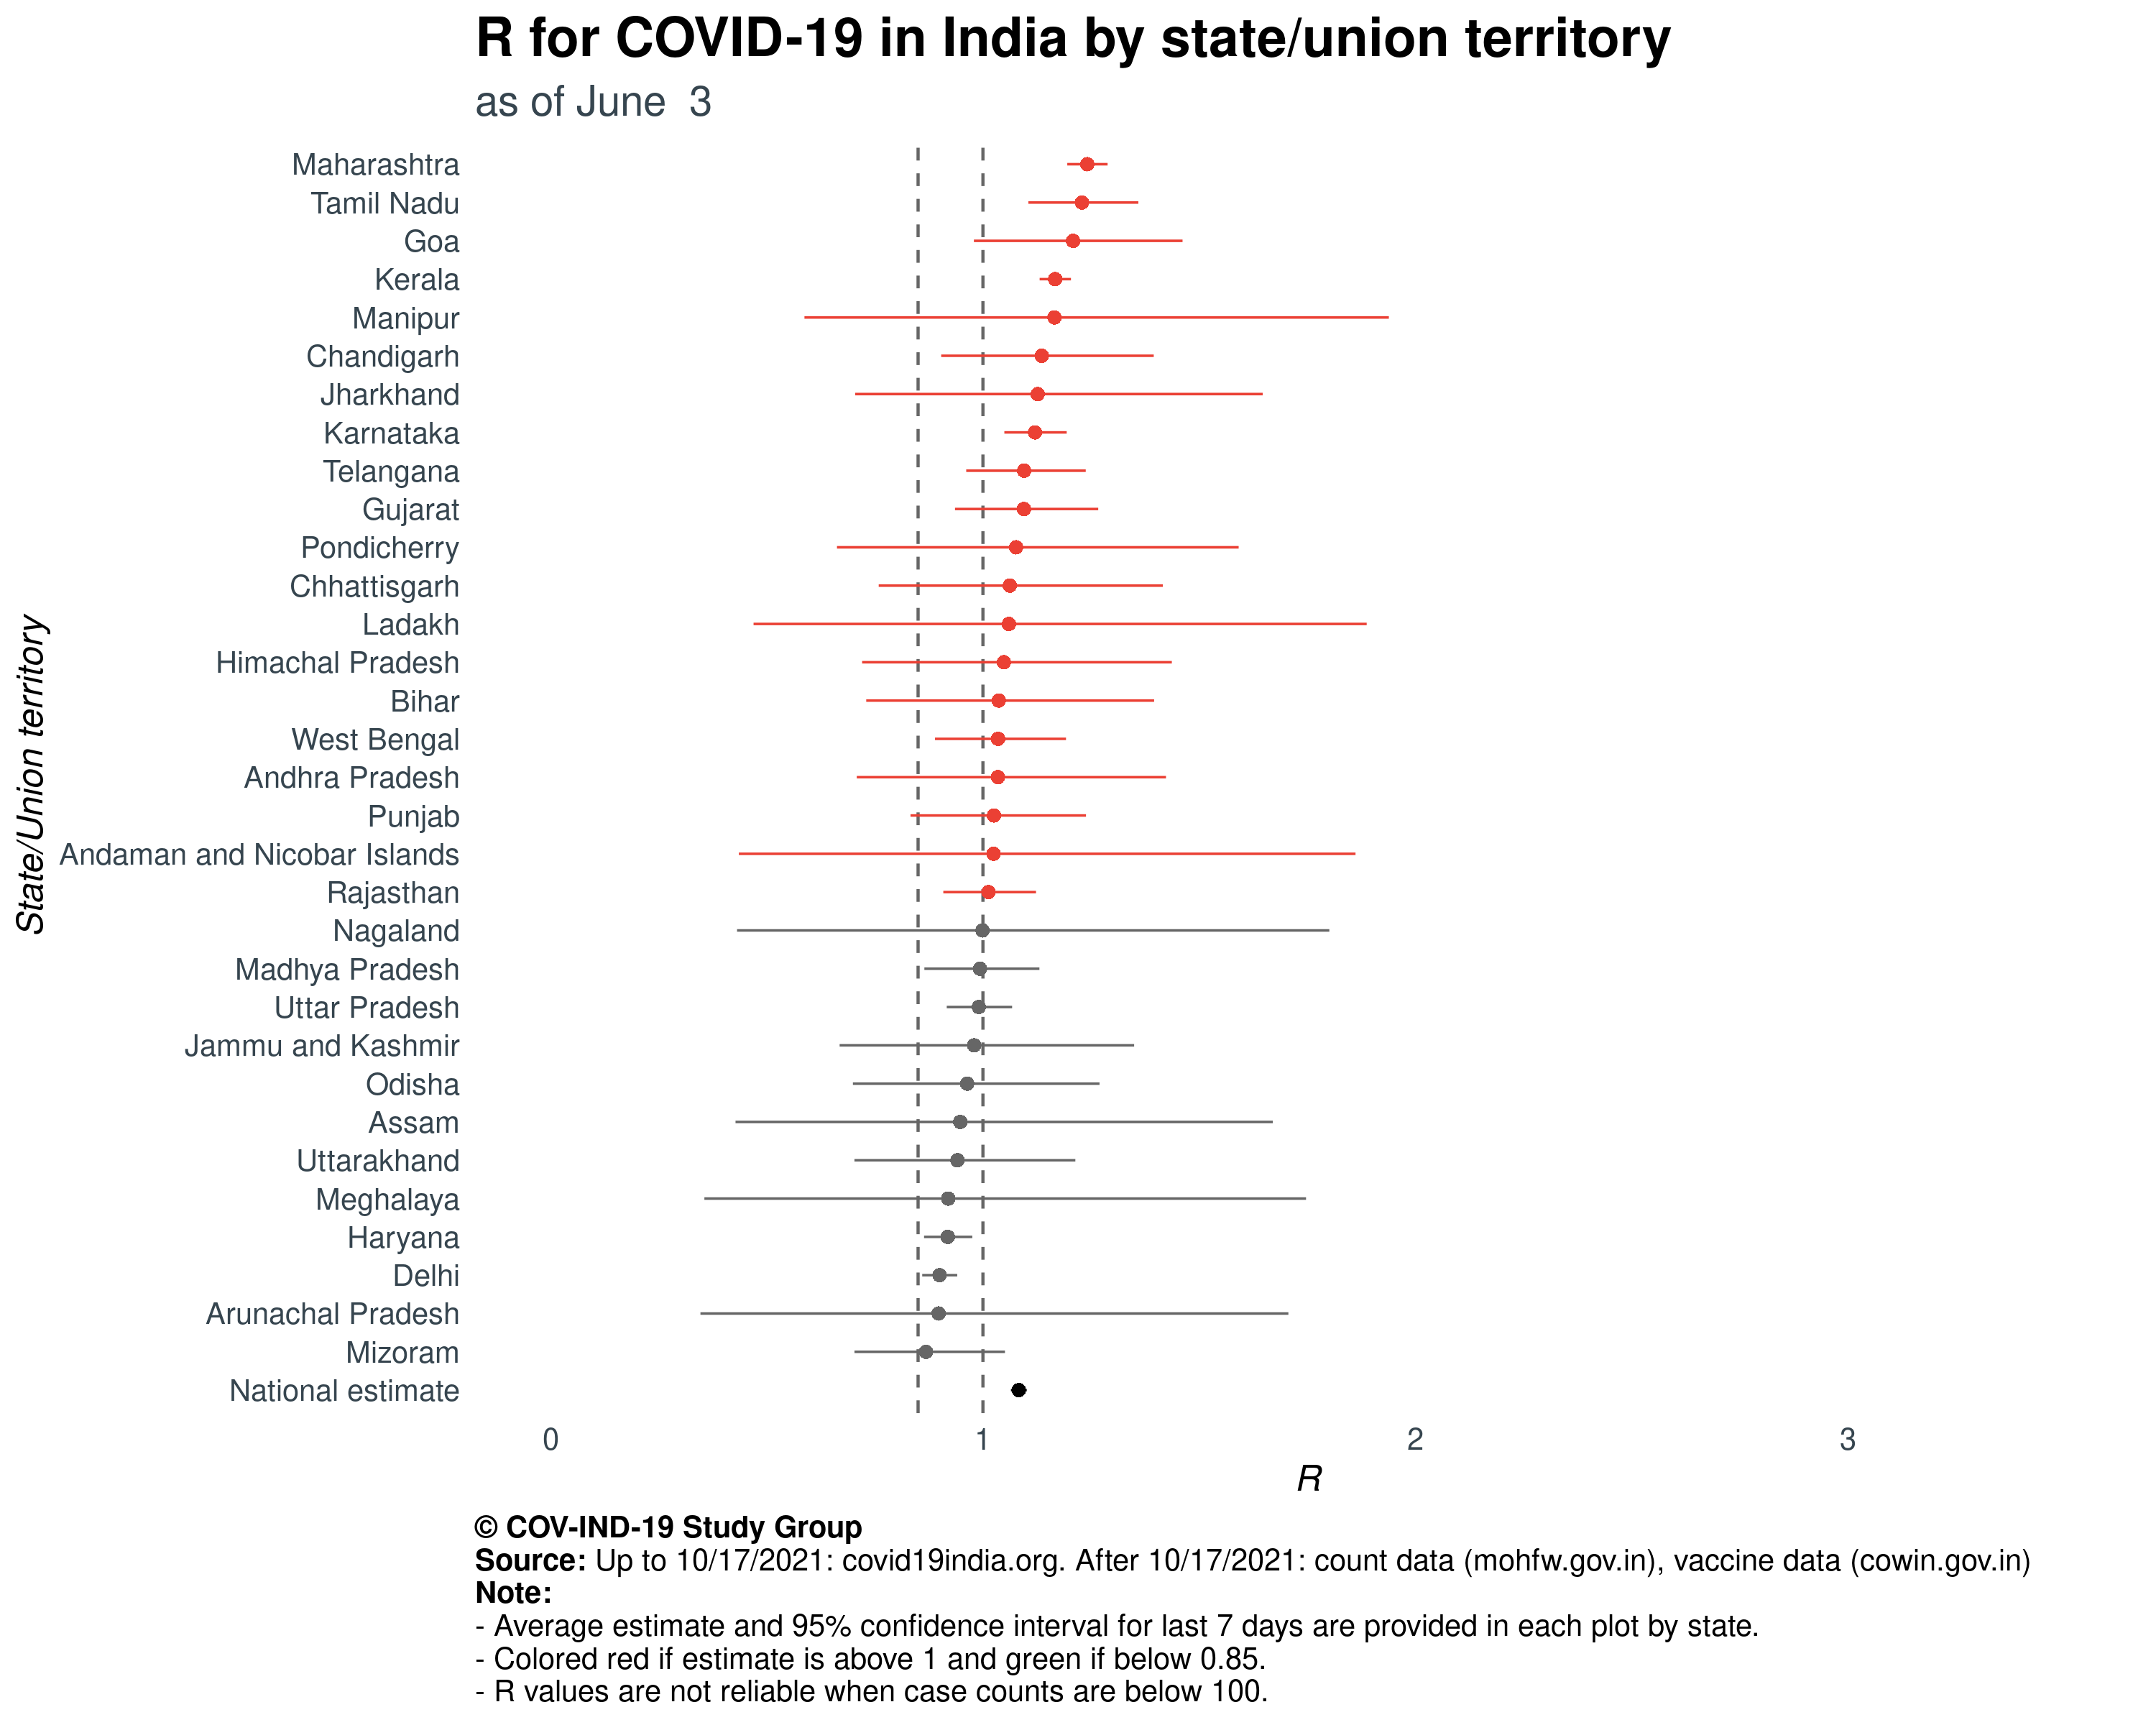 R for COVID-19 in India by state/union territory
as of June  3
State/Union territory
Maharashtra
Tamil Nadu
Goa
Kerala
Manipur
Chandigarh
Jharkhand
Karnataka
Telangana
Gujarat
Pondicherry
Chhattisgarh
Ladakh
Himachal Pradesh
Bihar
West Bengal
Andhra Pradesh
Punjab
Andaman and Nicobar Islands
Rajasthan
Nagaland
Madhya Pradesh
Uttar Pradesh
Jammu and Kashmir
Odisha
Assam
Uttarakhand
Meghalaya
Haryana
Delhi
Arunachal Pradesh
Mizoram
National estimate
0 1 2 3
R
© COV-IND-19 Study Group
Source: Up to 10/17/2021: covid19india.org. After 10/17/2021: count data (mohfw.gov.in), vaccine data (cowin.gov.in)
Note:
- Average estimate and 95% confidence interval for last 7 days are provided in each plot by state.
- Colored red if estimate is above 1 and green if below 0.85.
- R values are not reliable when case counts are below 100.